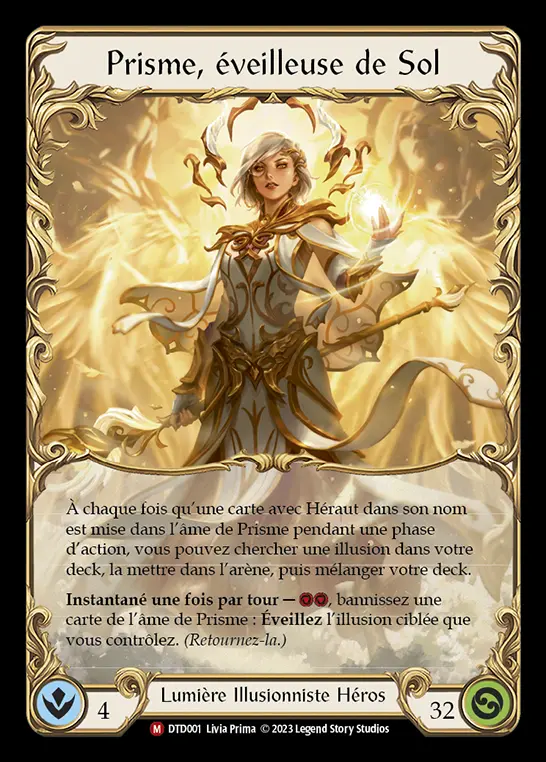 Prisme, éveilleuse de Sol
À chaque fois qu'une carte avec Héraut dans son nom
est mise dans l'âme de Prisme pendant une phase
d'action, vous pouvez chercher une illusion dans votre
deck, la mettre dans l'arène, puis mélanger votre deck.
Instantané une fois par tour — , bannissez une
carte de l'âme de Prisme : Éveillez l'illusion ciblée que
vous contrôlez. (Retournez-la.)
4 Lumière Illusionniste Héros 32
M DTD001 Livia Prima © 2023 Legend Story Studios